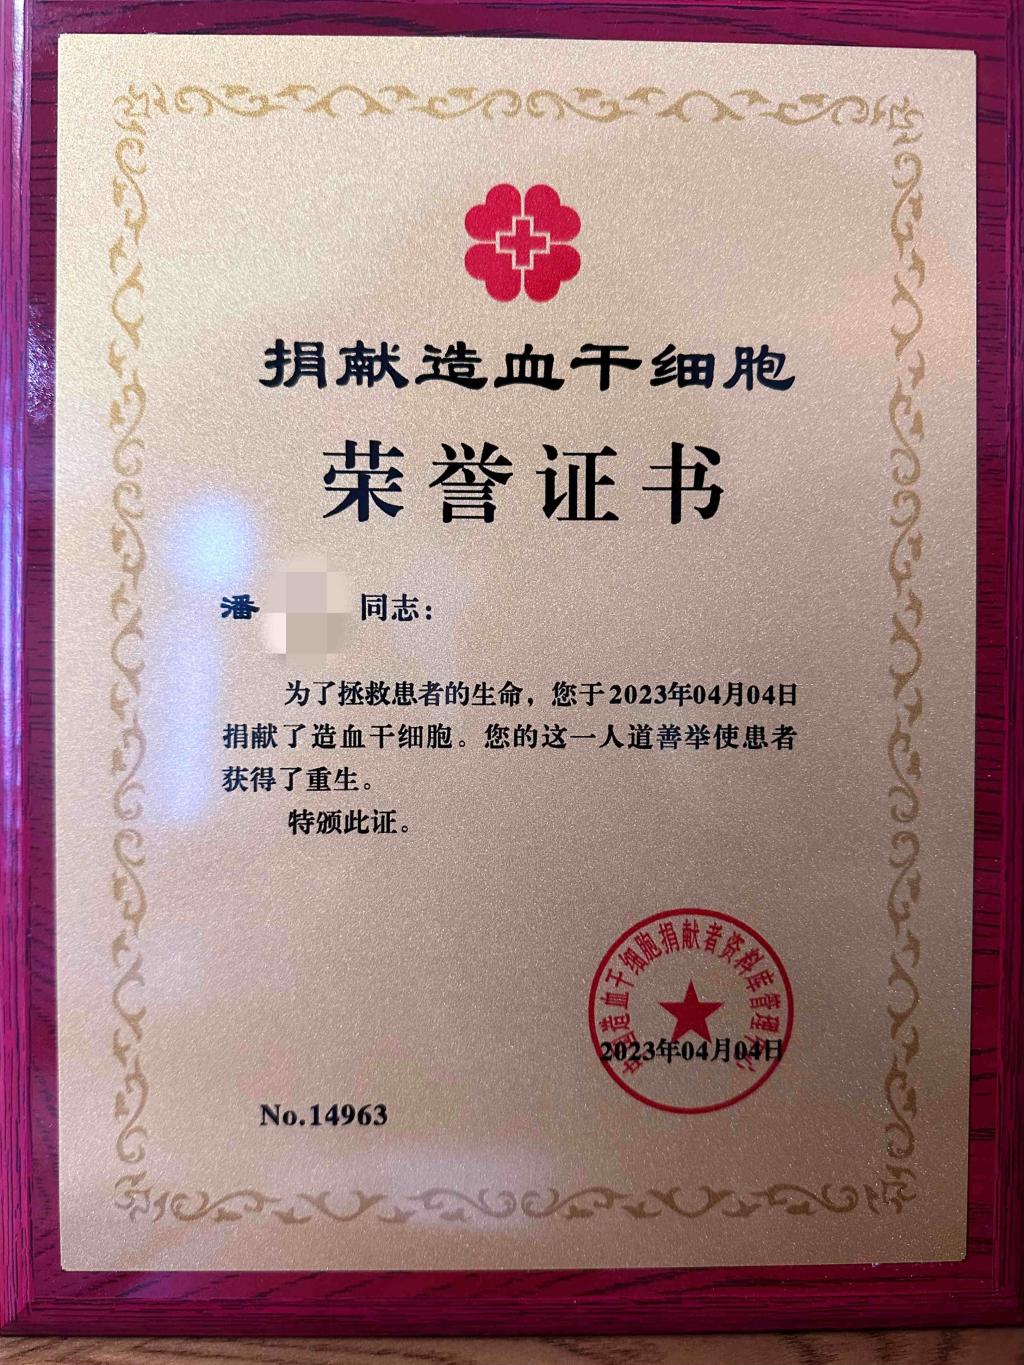 捐献造血干细胞
荣誉证书
潘 同志：
为了拯救患者的生命，您于2023年04月04日
捐献了造血干细胞。您的这一人道善举使患者
获得了重生。
特颁此证。
中国造血干细胞捐献者资料库管理中心
2023年04月04日
No.14963